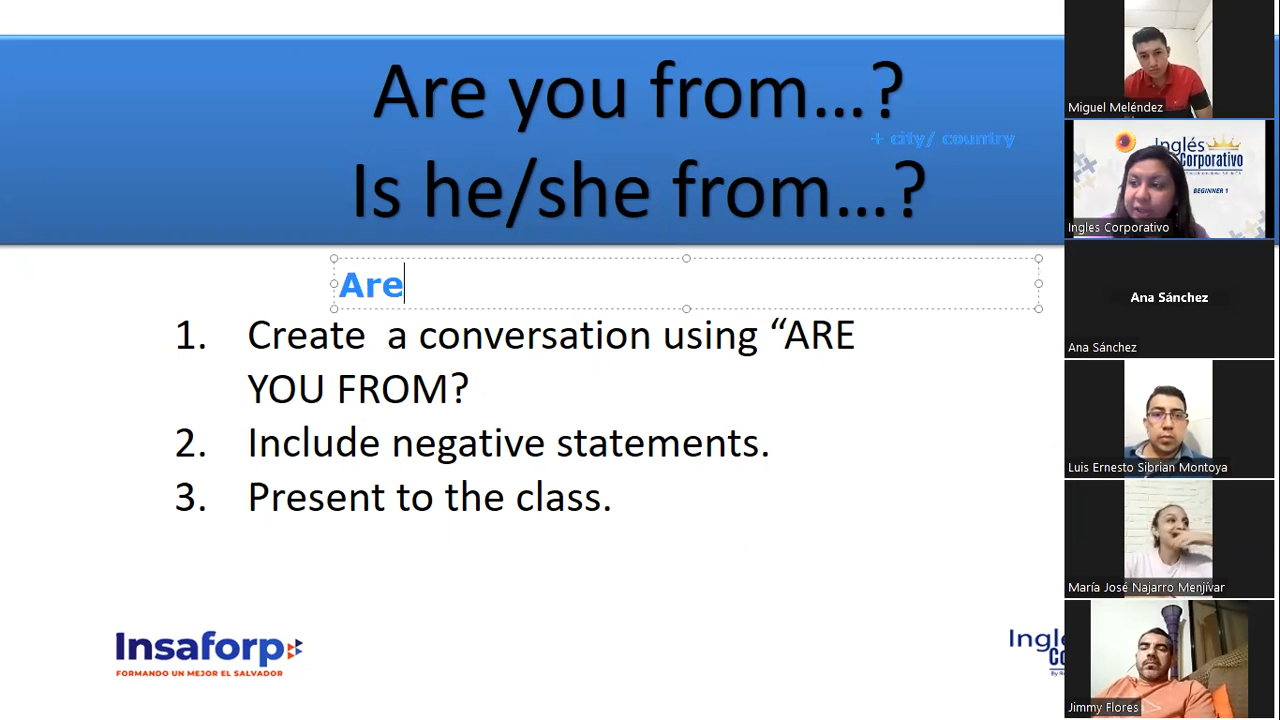 Are you from...?
+ city/ country
Is he/she from...?
Are
1. Create a conversation using “ARE
YOU FROM?
2. Include negative statements.
3. Present to the class.
Insaforp
FORMANDO UN MEJOR EL SALVADOR
Miguel Meléndez
Inglés
Corporativo
BEGINNER 1
Ingles Corporativo
Ana Sánchez
Ana Sánchez
Luis Ernesto Sibrian Montoya
María José Najarro Menjívar
Jimmy Flores